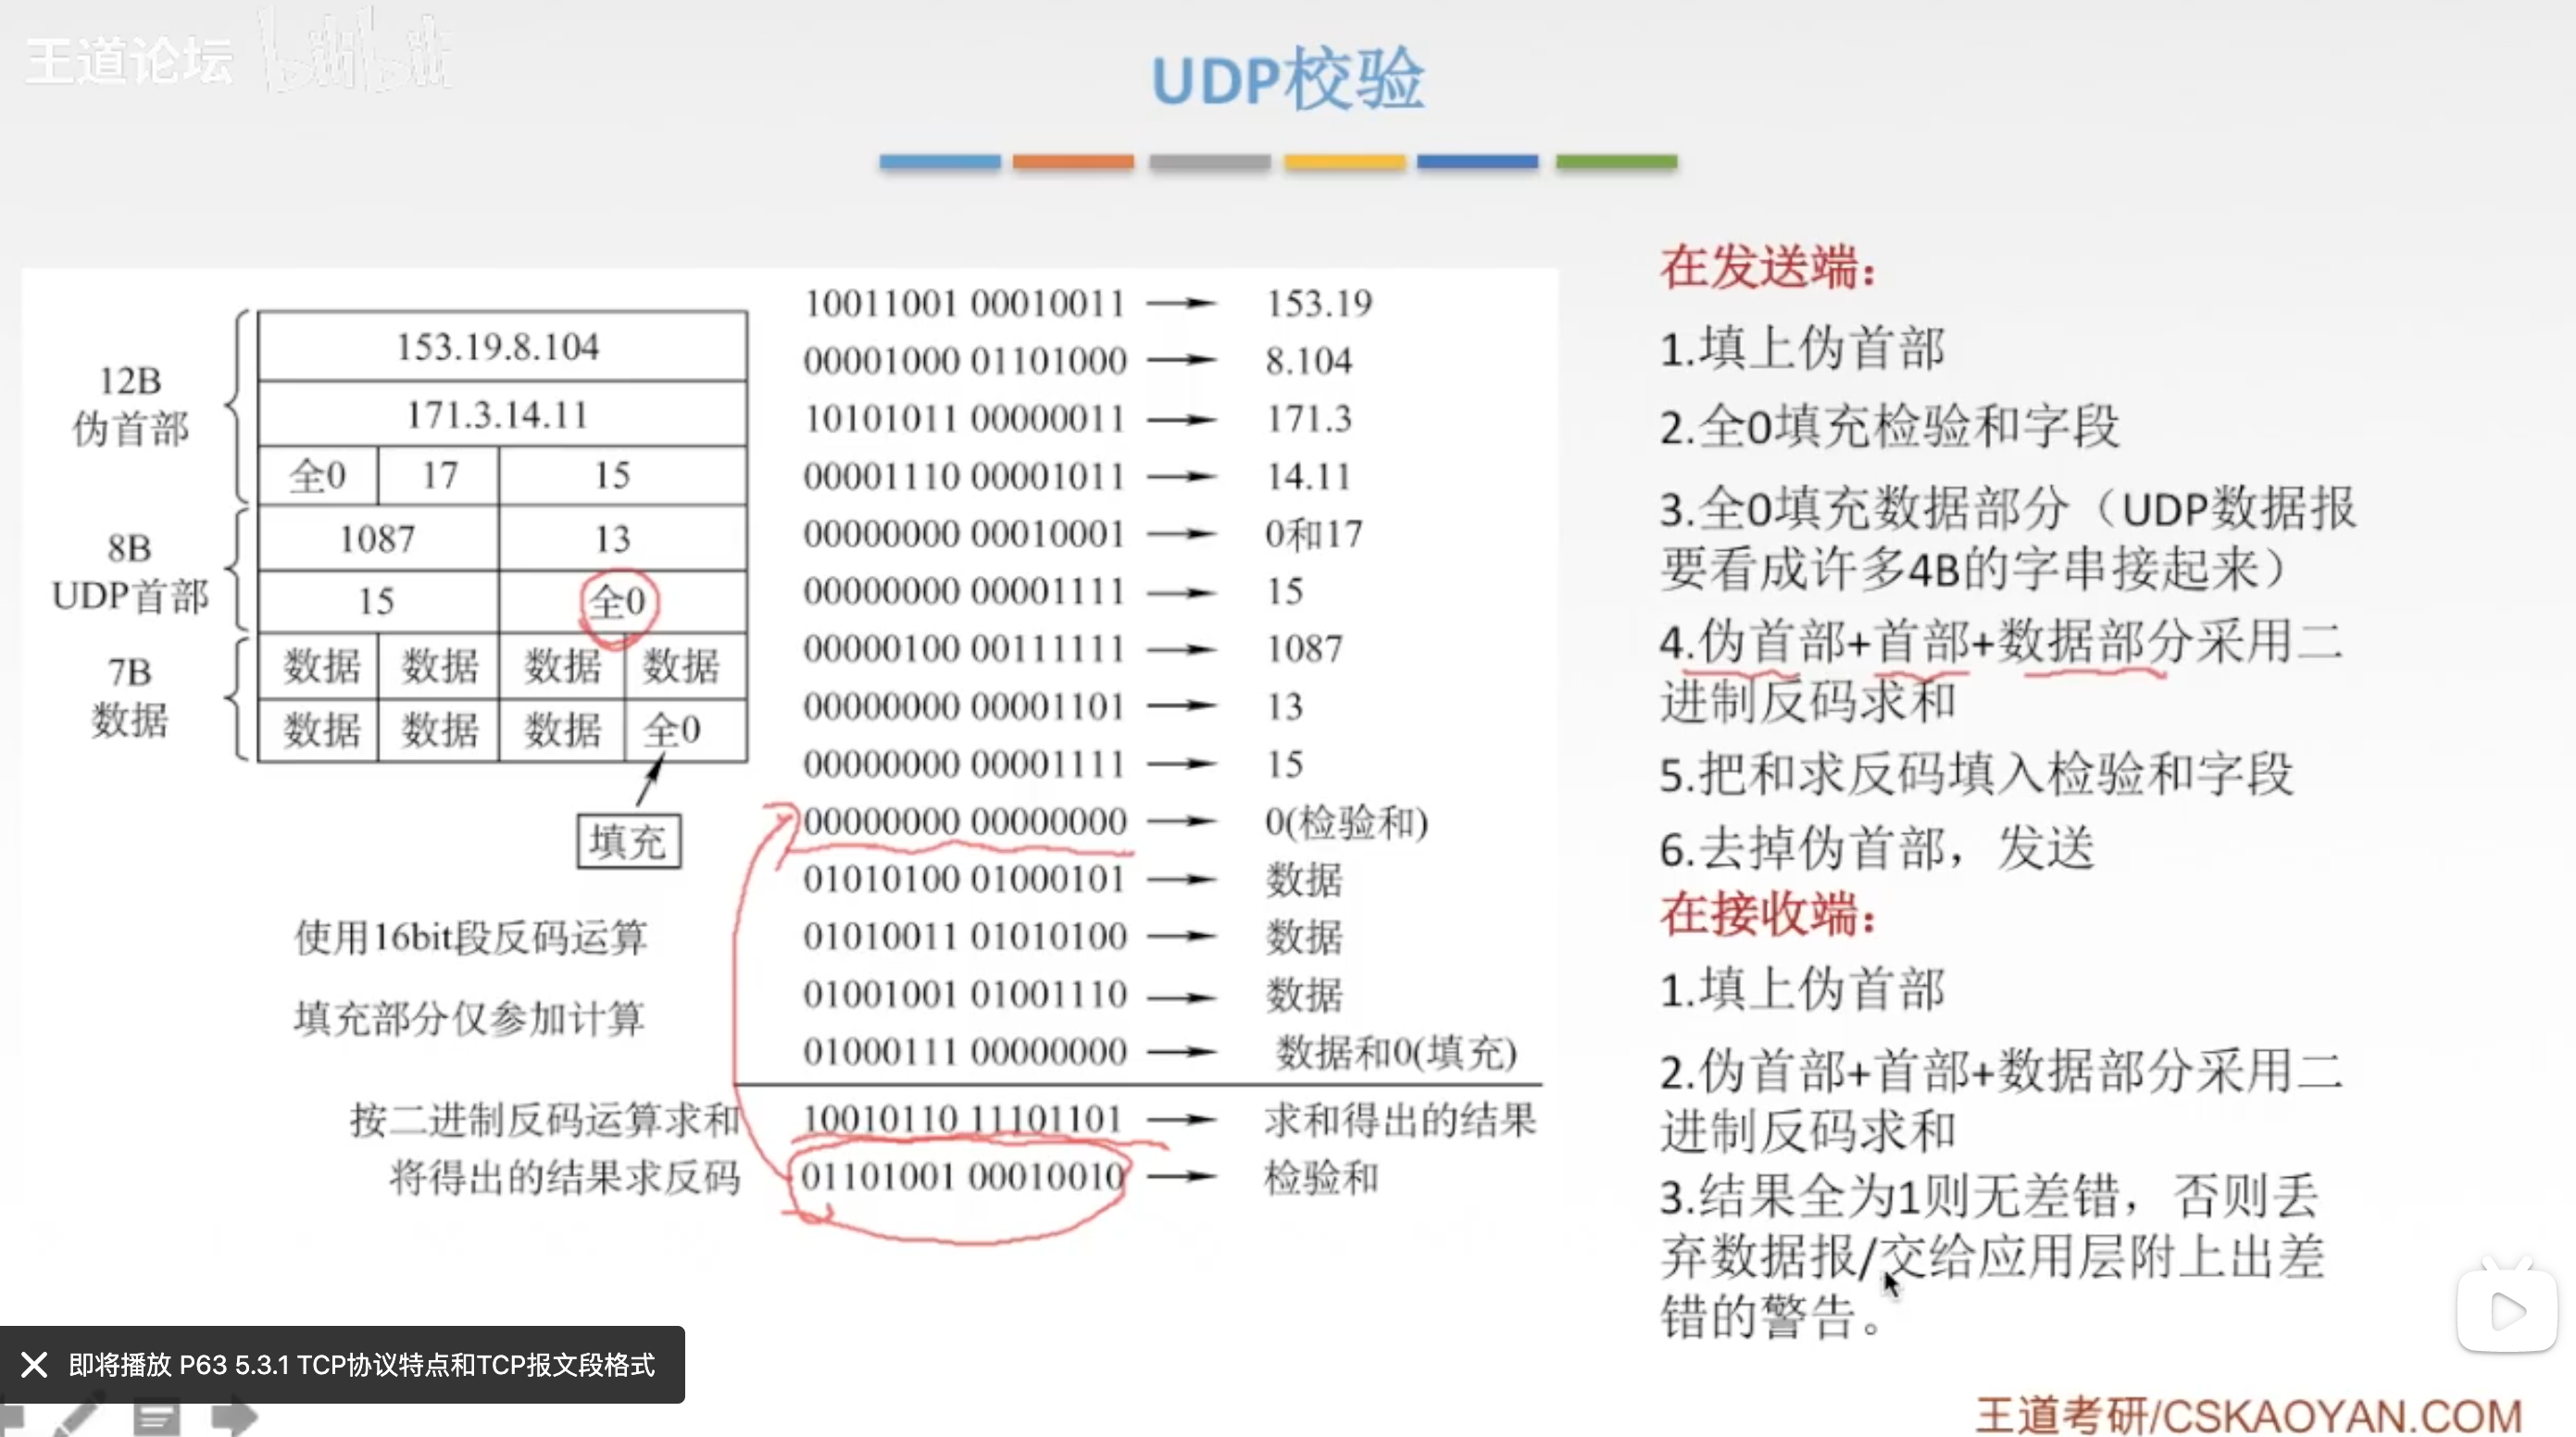 王道论坛 bilibili
UDP校验
12B
伪首部
153.19.8.104
171.3.14.11
全0 17 15
8B
UDP首部
1087 13
15 全0
7B
数据
数据 数据 数据 数据
数据 数据 数据 全0
填充
使用16bit段反码运算
填充部分仅参加计算
10011001 00010011 → 153.19
00001000 01101000 → 8.104
10101011 00000011 → 171.3
00001110 00001011 → 14.11
00000000 00010001 → 0和17
00000000 00001111 → 15
00000100 00111111 → 1087
00000000 00001101 → 13
00000000 00001111 → 15
00000000 00000000 → 0(检验和)
01010100 01000101 → 数据
01010011 01010100 → 数据
01001001 01001110 → 数据
01000111 00000000 → 数据和0(填充)
按二进制反码运算求和 10010110 11101101 → 求和得出的结果
将得出的结果求反码 01101001 00010010 → 检验和
在发送端：
1.填上伪首部
2.全0填充检验和字段
3.全0填充数据部分（UDP数据报
要看成许多4B的字串接起来）
4.伪首部+首部+数据部分采用二
进制反码求和
5.把和求反码填入检验和字段
6.去掉伪首部，发送
在接收端：
1.填上伪首部
2.伪首部+首部+数据部分采用二
进制反码求和
3.结果全为1则无差错，否则丢
弃数据报/交给应用层附上出差
错的警告。
即将播放 P63 5.3.1 TCP协议特点和TCP报文段格式
王道考研/CSKAOYAN.COM